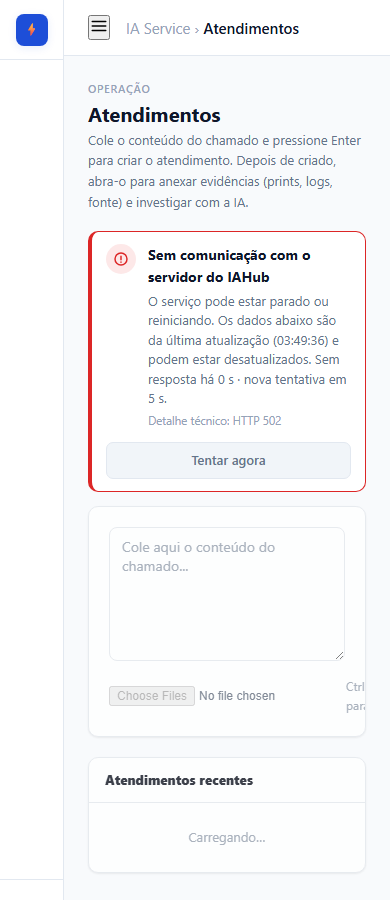 IA Service › Atendimentos
OPERAÇÃO
Atendimentos
Cole o conteúdo do chamado e pressione Enter
para criar o atendimento. Depois de criado,
abra-o para anexar evidências (prints, logs,
fonte) e investigar com a IA.
Sem comunicação com o
servidor do IAHub
O serviço pode estar parado ou
reiniciando. Os dados abaixo são
da última atualização (03:49:36) e
podem estar desatualizados. Sem
resposta há 0 s · nova tentativa em
5 s.
Detalhe técnico: HTTP 502
Tentar agora
Cole aqui o conteúdo do
chamado...
Choose Files No file chosen
Ctrl
para
Atendimentos recentes
Carregando...